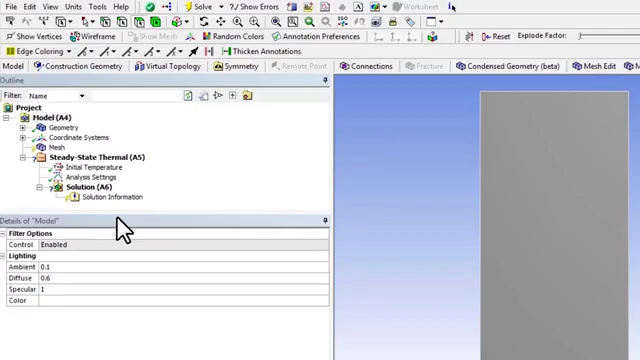 File Edit View Units Tools Help Solve Show Errors Worksheet
Show Vertices Wireframe Show Mesh Random Colors Annotation Preferences Reset Explode Factor:
Edge Coloring Thicken Annotations
Model Construction Geometry Virtual Topology Symmetry Remote Point Connections Fracture Condensed Geometry (beta) Mesh Edit
Outline
Filter: Name
Project
Model (A4)
Geometry
Coordinate Systems
Mesh
Steady-State Thermal (A5)
Initial Temperature
Analysis Settings
Solution (A6)
Solution Information
Details of "Model"
Filter Options
Control Enabled
Lighting
Ambient 0.1
Diffuse 0.6
Specular 1
Color